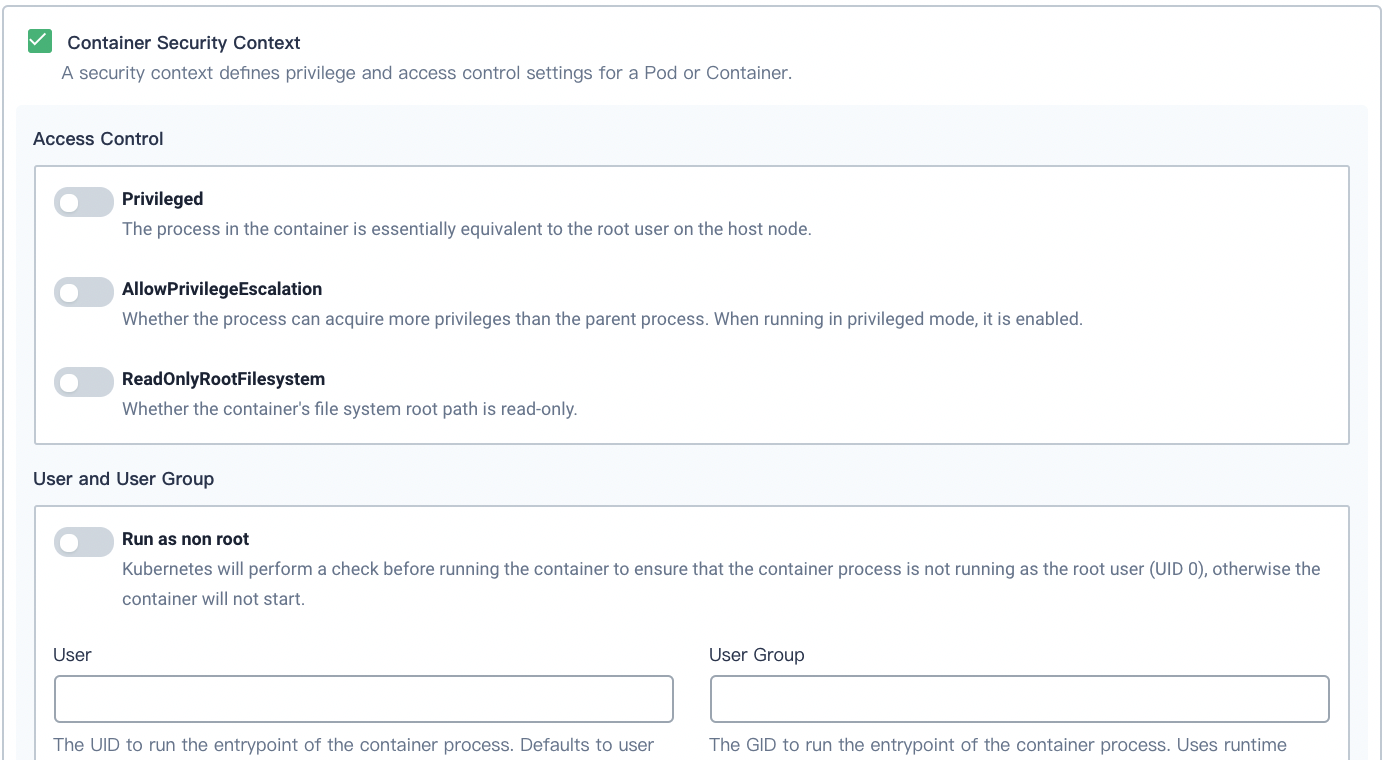 Container Security Context
A security context defines privilege and access control settings for a Pod or Container.
Access Control
Privileged
The process in the container is essentially equivalent to the root user on the host node.
AllowPrivilegeEscalation
Whether the process can acquire more privileges than the parent process. When running in privileged mode, it is enabled.
ReadOnlyRootFilesystem
Whether the container's file system root path is read-only.
User and User Group
Run as non root
Kubernetes will perform a check before running the container to ensure that the container process is not running as the root user (UID 0), otherwise the
container will not start.
User
User Group
The UID to run the entrypoint of the container process. Defaults to user
The GID to run the entrypoint of the container process. Uses runtime